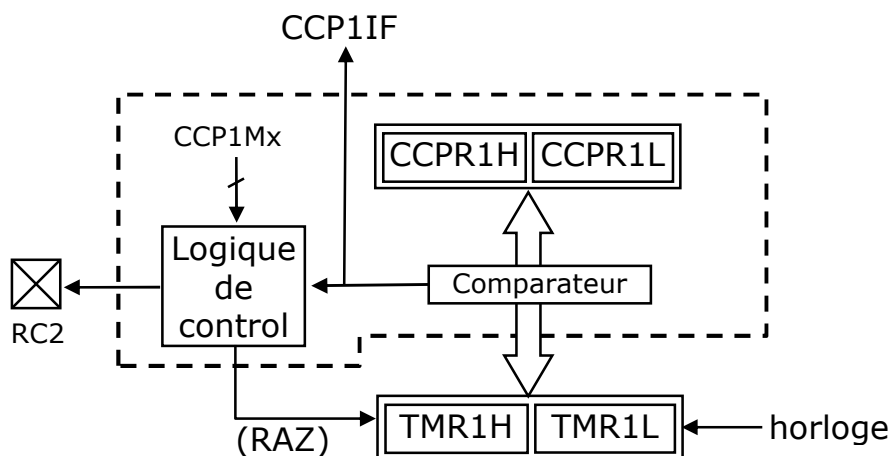 CCP1IF
CCP1Mx
CCPR1H CCPR1L
Logique
de
control
Comparateur
RC2
(RAZ)
TMR1H TMR1L
horloge